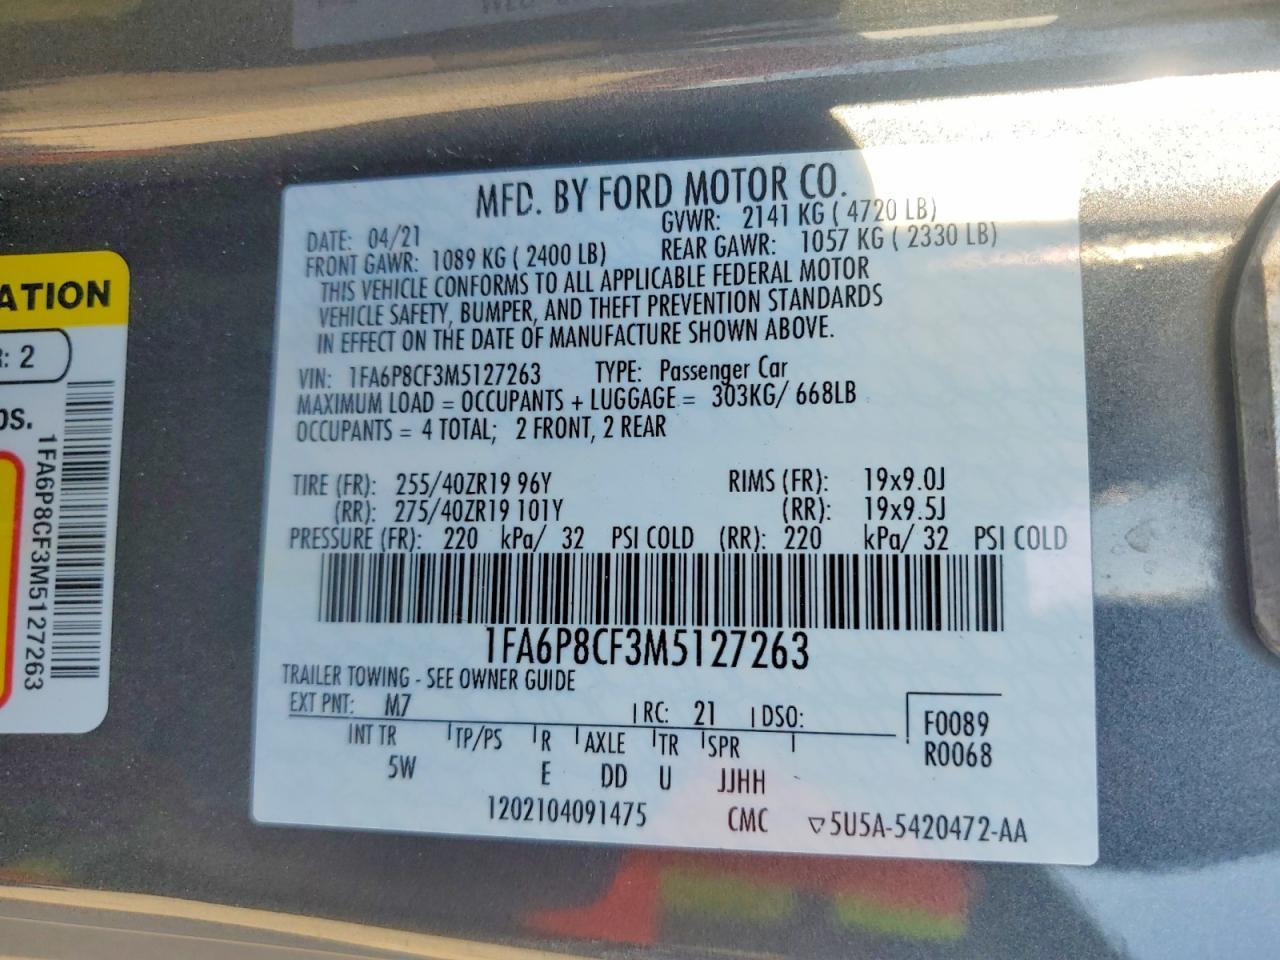 MFD. BY FORD MOTOR CO.
DATE: 04/21 GVWR: 2141 KG ( 4720 LB)
FRONT GAWR: 1089 KG ( 2400 LB) REAR GAWR: 1057 KG ( 2330 LB)
THIS VEHICLE CONFORMS TO ALL APPLICABLE FEDERAL MOTOR
VEHICLE SAFETY, BUMPER, AND THEFT PREVENTION STANDARDS
IN EFFECT ON THE DATE OF MANUFACTURE SHOWN ABOVE.
VIN: 1FA6P8CF3M5127263 TYPE: Passenger Car
MAXIMUM LOAD = OCCUPANTS + LUGGAGE = 303KG/ 668LB
OCCUPANTS = 4 TOTAL; 2 FRONT, 2 REAR
TIRE (FR): 255/40ZR19 96Y RIMS (FR): 19x9.0J
(RR): 275/40ZR19 101Y (RR): 19x9.5J
PRESSURE (FR): 220 kPa/ 32 PSI COLD (RR): 220 kPa/ 32 PSI COLD
1FA6P8CF3M5127263
TRAILER TOWING - SEE OWNER GUIDE
EXT PNT: M7 RC: 21 DSO: F0089
INT TR TP/PS R AXLE TR SPR R0068
5W E DD U JJHH
1202104091475 CMC ▽5U5A-5420472-AA
ATION
: 2
1FA6P8CF3M5127263